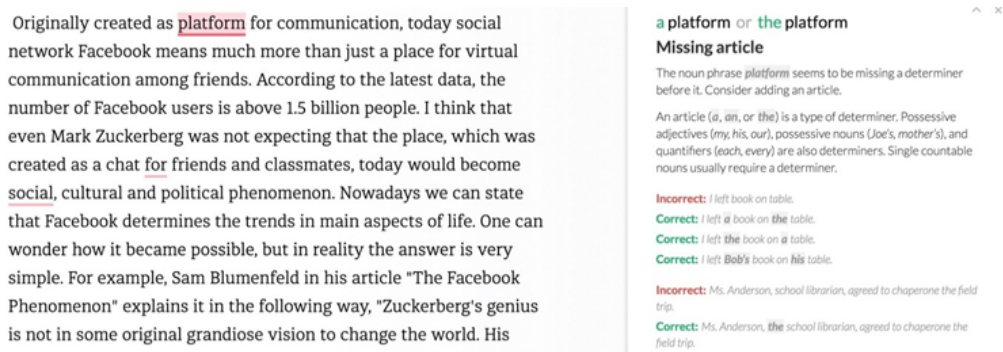 Originally created as platform for communication, today social
network Facebook means much more than just a place for virtual
communication among friends. According to the latest data, the
number of Facebook users is above 1.5 billion people. I think that
even Mark Zuckerberg was not expecting that the place, which was
created as a chat for friends and classmates, today would become
social, cultural and political phenomenon. Nowadays we can state
that Facebook determines the trends in main aspects of life. One can
wonder how it became possible, but in reality the answer is very
simple. For example, Sam Blumenfeld in his article "The Facebook
Phenomenon" explains it in the following way, "Zuckerberg's genius
is not in some original grandiose vision to change the world. His
a platform or the platform
Missing article
The noun phrase platform seems to be missing a determiner
before it. Consider adding an article.
An article (a, an, or the) is a type of determiner. Possessive
adjectives (my, his, our), possessive nouns (Joe's, mother's), and
quantifiers (each, every) are also determiners. Single countable
nouns usually require a determiner.
Incorrect: I left book on table.
Correct: I left a book on the table.
Correct: I left the book on a table.
Correct: I left Bob's book on his table.
Incorrect: Ms. Anderson, school librarian, agreed to chaperone the field
trip.
Correct: Ms. Anderson, the school librarian, agreed to chaperone the
field trip.